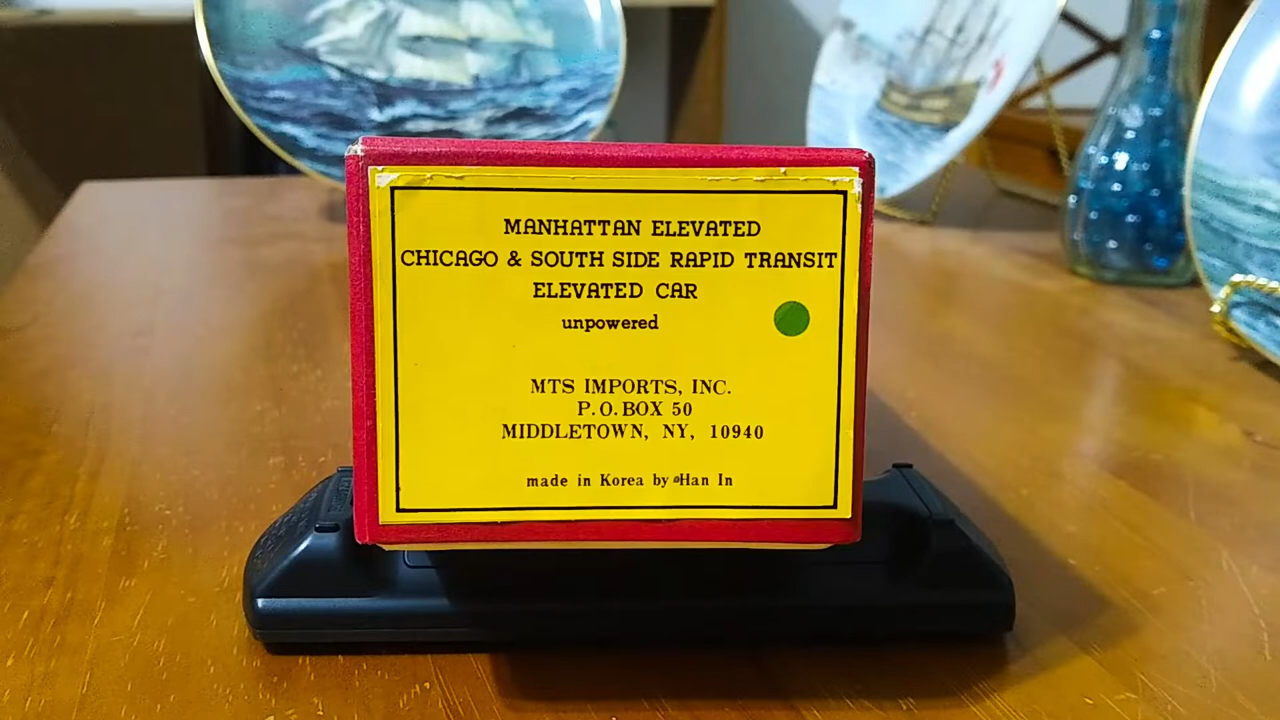 MANHATTAN ELEVATED
CHICAGO & SOUTH SIDE RAPID TRANSIT
ELEVATED CAR
unpowered
MTS IMPORTS, INC.
P.O.BOX 50
MIDDLETOWN, NY, 10940
made in Korea by Han In